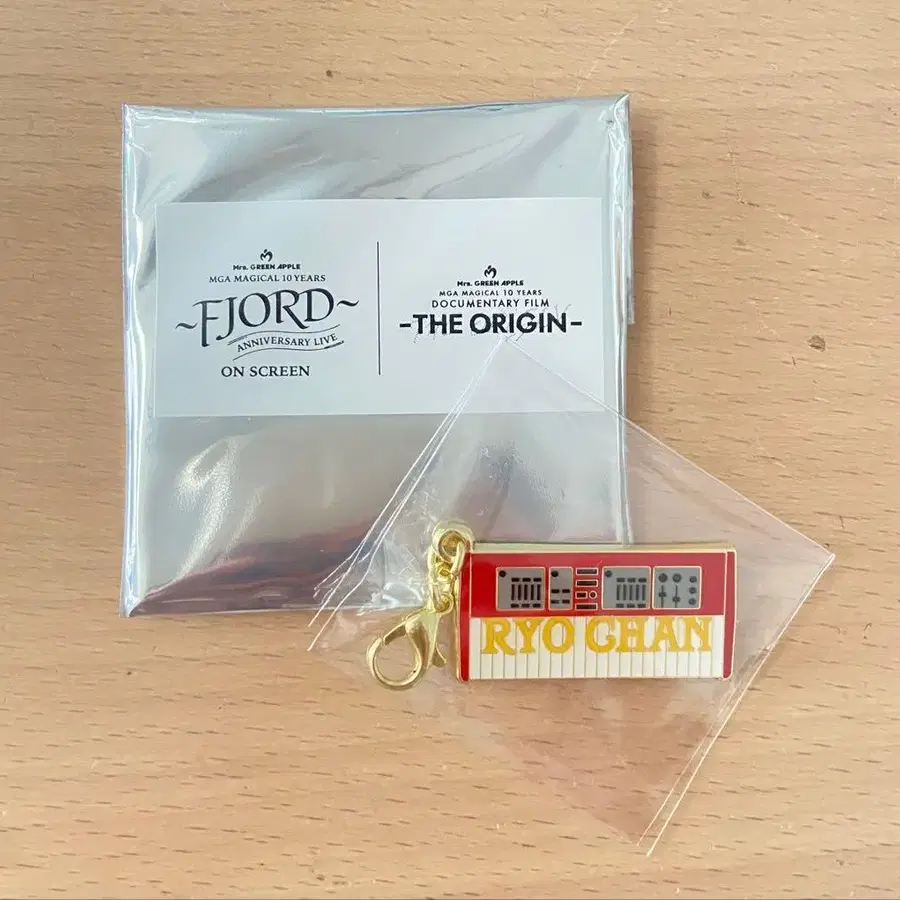 Mrs. GREEN APPLE
MGA MAGICAL 10 YEARS
~FJORD~
ANNIVERSARY LIVE
ON SCREEN
Mrs. GREEN APPLE
MGA MAGICAL 10 YEARS
DOCUMENTARY FILM
-THE ORIGIN-
RYO CHAN